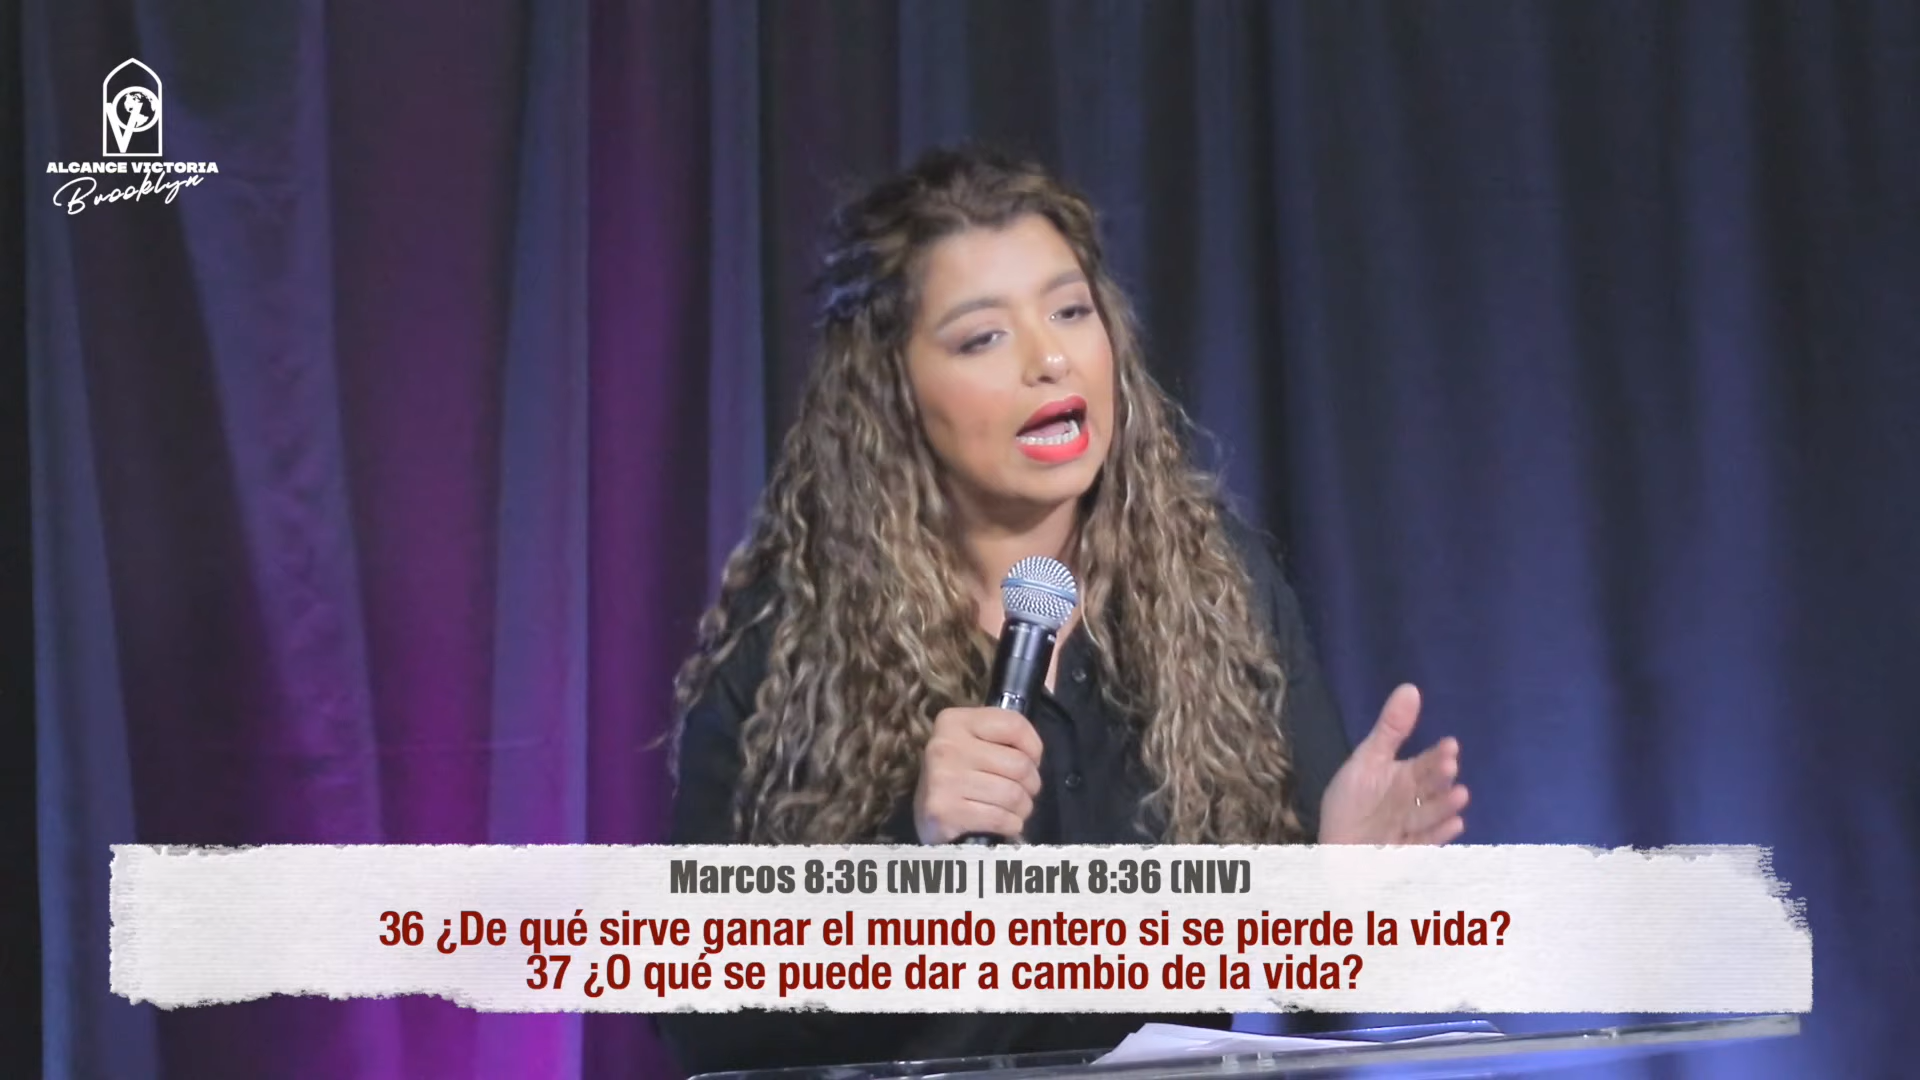 ALCANCE VICTORIA
Brooklyn
Marcos 8:36 (NVI) | Mark 8:36 (NIV)
36 ¿De qué sirve ganar el mundo entero si se pierde la vida?
37 ¿O qué se puede dar a cambio de la vida?